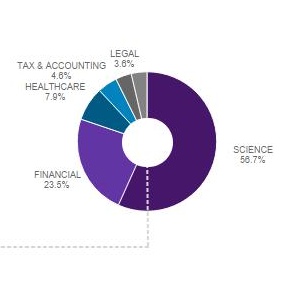 LEGAL
3.6%
TAX & ACCOUNTING
4.6%
HEALTHCARE
7.9%
SCIENCE
56.7%
FINANCIAL
23.5%